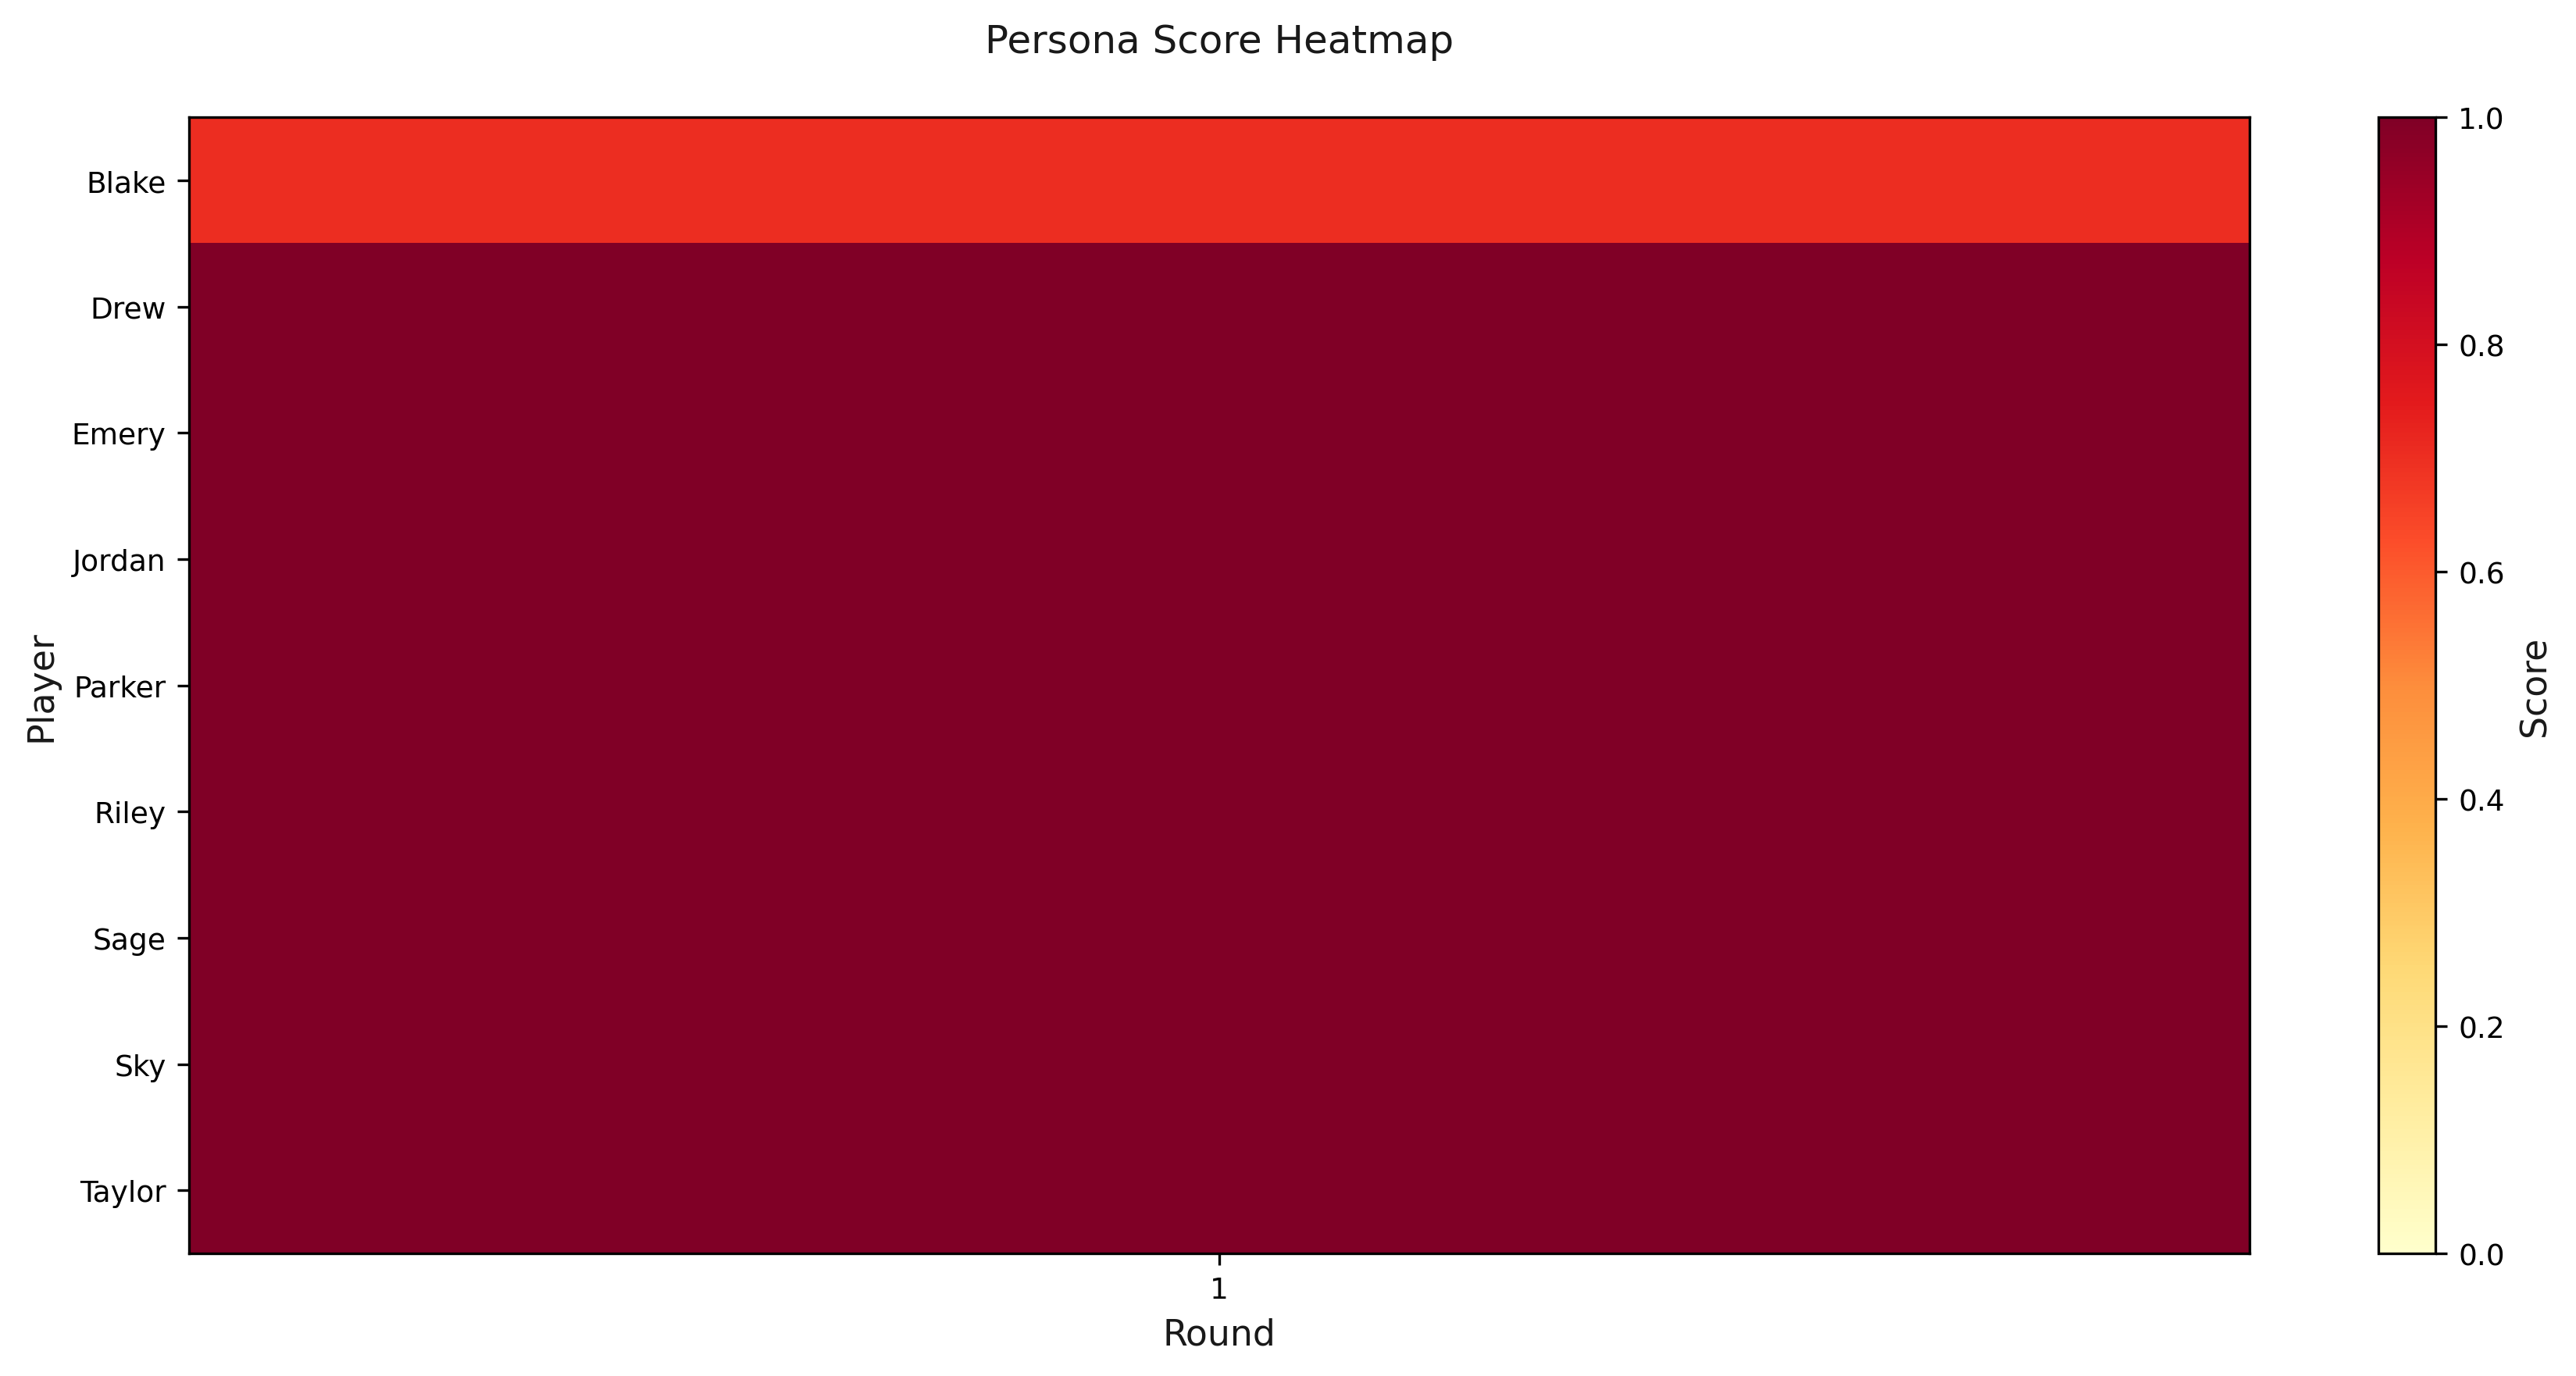 Persona Score Heatmap
Player
Blake
Drew
Emery
Jordan
Parker
Riley
Sage
Sky
Taylor
1
Round
1.0
0.8
0.6
0.4
0.2
0.0
Score